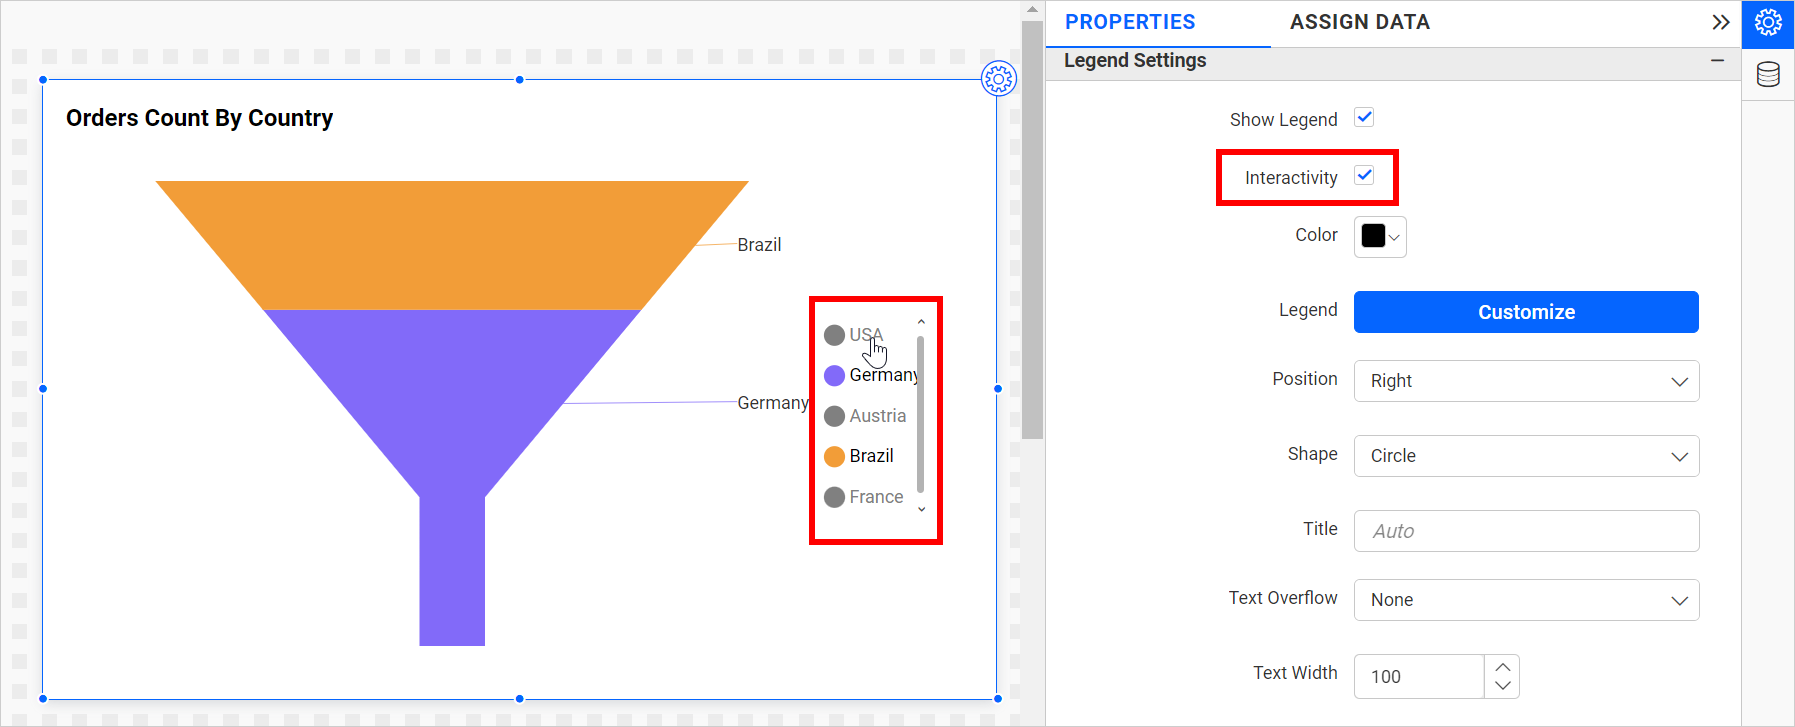 Orders Count By Country
Brazil
Germany
USA
Germany
Austria
Brazil
France
PROPERTIES
ASSIGN DATA
Legend Settings
Show Legend
Interactivity
Color
Legend
Customize
Position
Right
Shape
Circle
Title
Auto
Text Overflow
None
Text Width
100